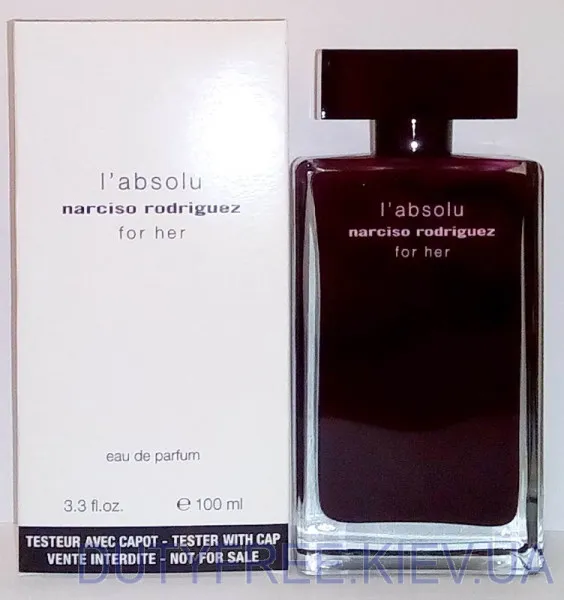 l'absolu
narciso rodriguez
for her
eau de parfum
3.3 fl.oz. ℮ 100 ml
TESTEUR AVEC CAPOT - TESTER WITH CAP
VENTE INTERDITE - NOT FOR SALE
l'absolu
narciso rodriguez
for her
DUTYFREE.KIEV.UA